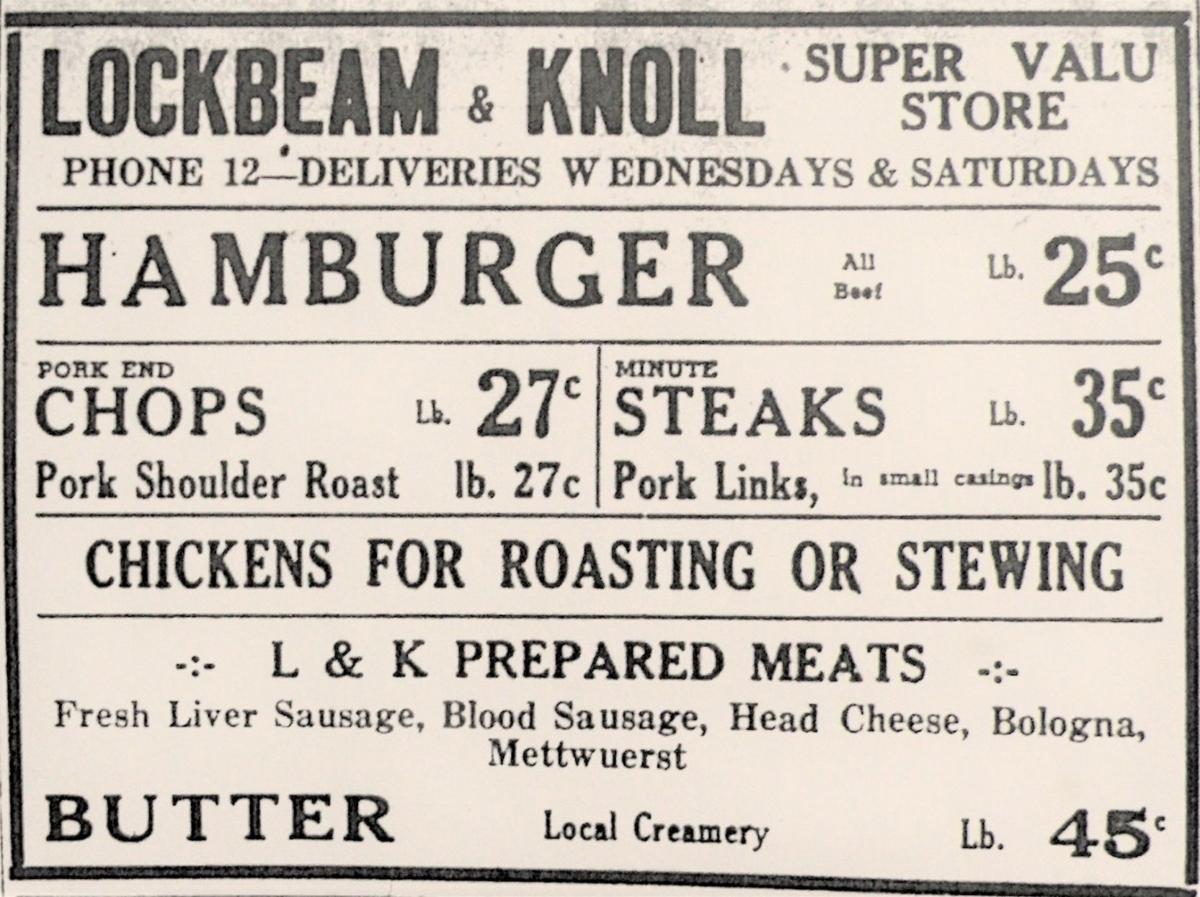 LOCKBEAM & KNOLL SUPER VALU STORE
PHONE 12—DELIVERIES WEDNESDAYS & SATURDAYS
HAMBURGER All Beef Lb. 25c
PORK END
CHOPS Lb. 27c
Pork Shoulder Roast lb. 27c
MINUTE
STEAKS Lb. 35c
Pork Links, in small casings lb. 35c
CHICKENS FOR ROASTING OR STEWING
-:- L & K PREPARED MEATS -:-
Fresh Liver Sausage, Blood Sausage, Head Cheese, Bologna,
Mettwuerst
BUTTER Local Creamery Lb. 45c